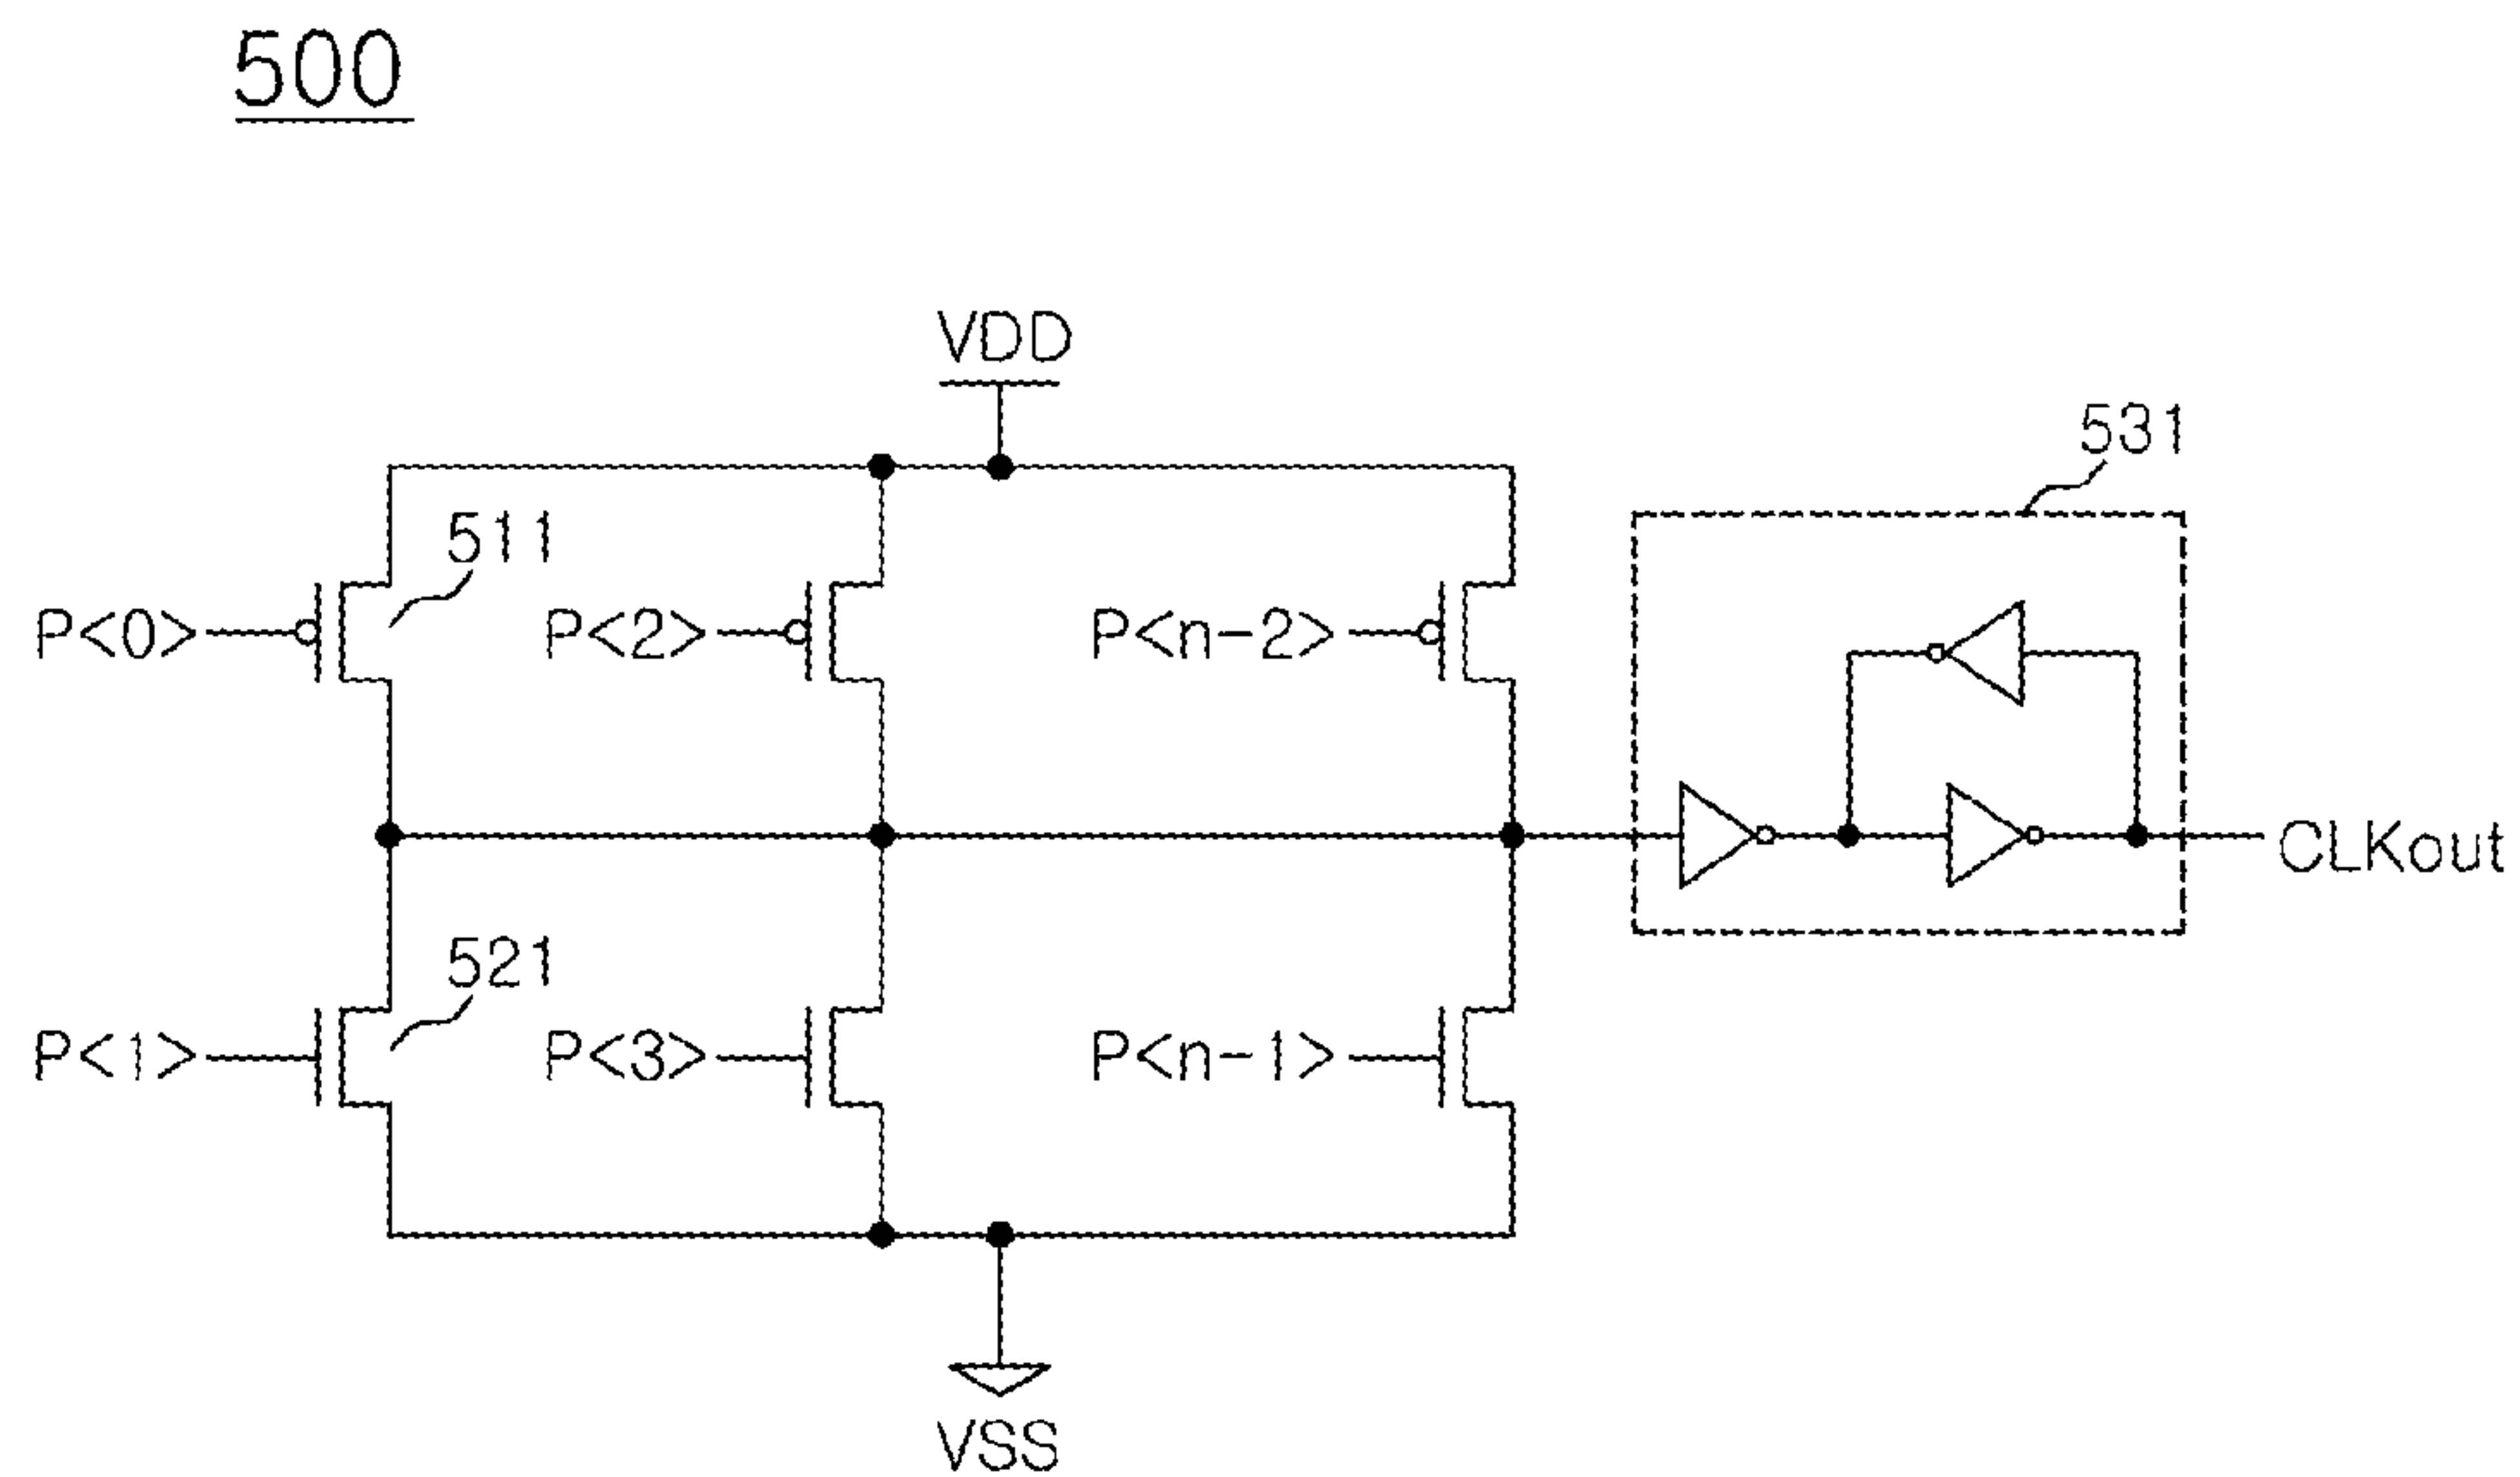 500
VDD
531
511
P<0>
P<2>
P<n-2>
CLKout
521
P<1>
P<3>
P<n-1>
VSS